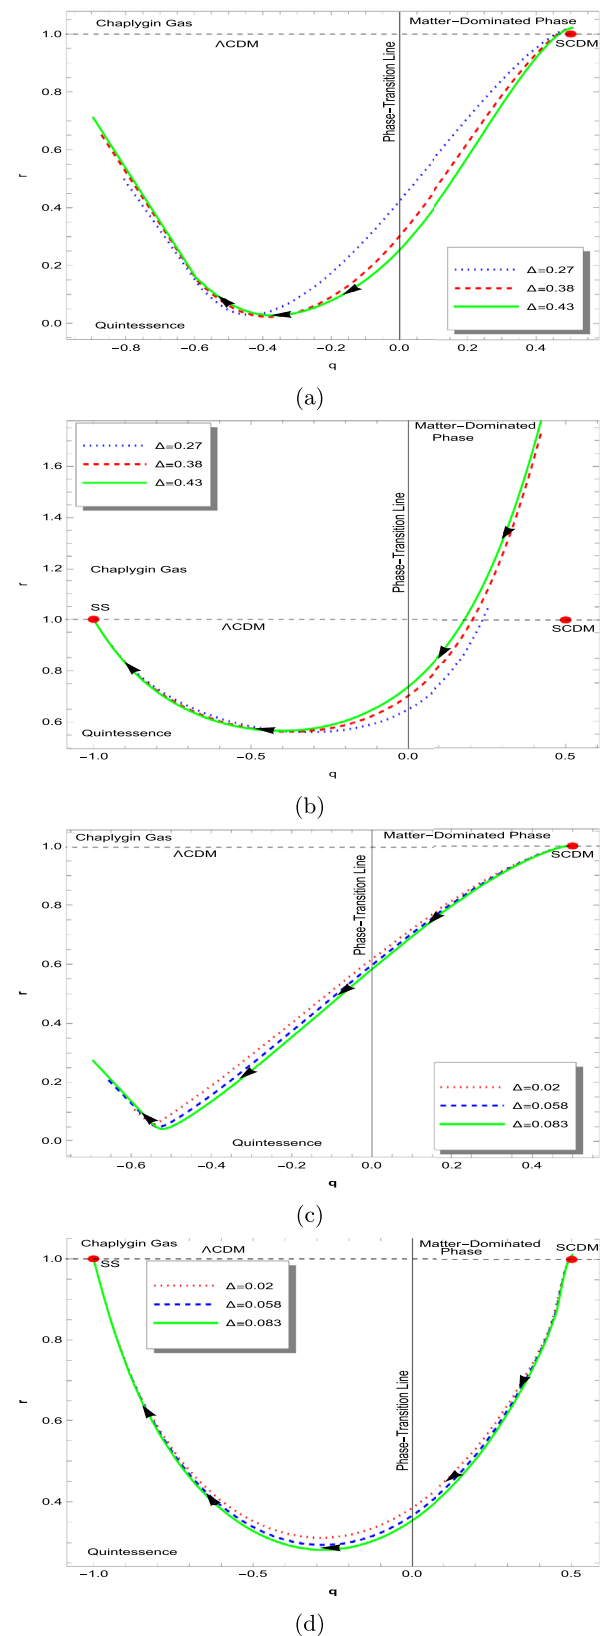 Chaplygin Gas
Matter−Dominated Phase
1.0
ΛCDM
SCDM
Phase−Transition Line
0.8
0.6
r
0.4
0.2
0.0
Δ=0.27
Δ=0.38
Δ=0.43
Quintessence
−0.8 −0.6 −0.4 −0.2 0.0 0.2 0.4
q
(a)
Δ=0.27
Δ=0.38
Δ=0.43
Matter−Dominated
Phase
1.6
1.4
Phase−Transition Line
r
1.2
Chaplygin Gas
SS
1.0
ΛCDM
SCDM
0.8
0.6
Quintessence
−1.0 −0.5 0.0 0.5
q
(b)
Chaplygin Gas
Matter−Dominated Phase
1.0
ΛCDM
SCDM
Phase−Transition Line
0.8
0.6
r
0.4
0.2
0.0
Δ=0.02
Δ=0.058
Δ=0.083
Quintessence
−0.6 −0.4 −0.2 0.0 0.2 0.4
q
(c)
Chaplygin Gas
ΛCDM
Matter−Dominated
Phase
SCDM
1.0
SS
Δ=0.02
Δ=0.058
Δ=0.083
0.8
r
0.6
Phase−Transition Line
0.4
Quintessence
−1.0 −0.5 0.0 0.5
q
(d)